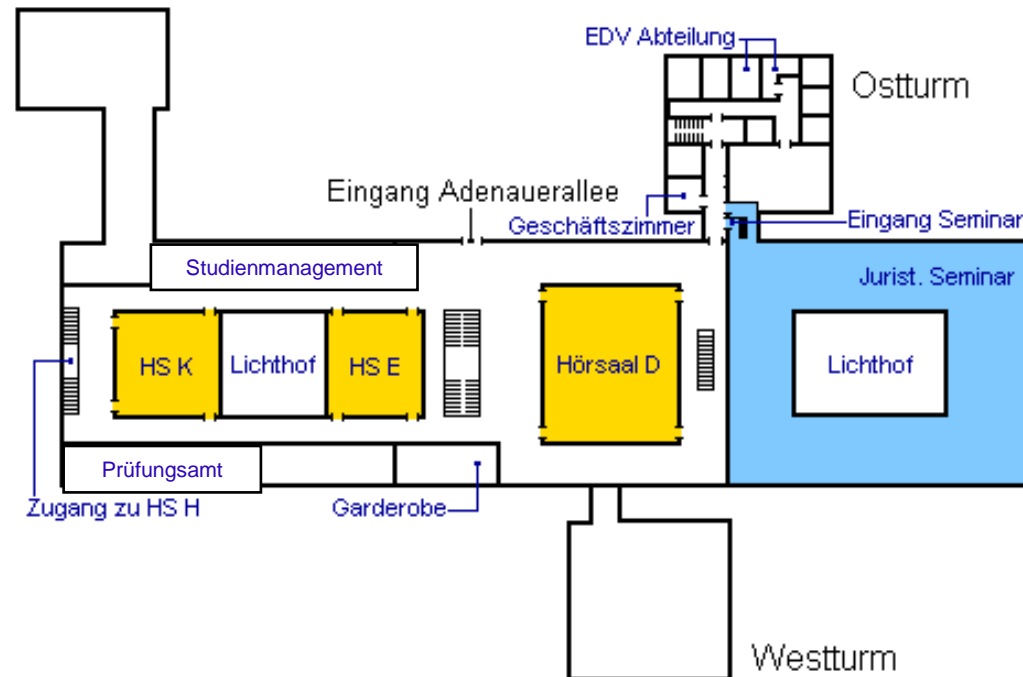 EDV Abteilung
Ostturm
Eingang Adenauerallee
Geschäftszimmer
Eingang Seminar
Studienmanagement
Jurist. Seminar
HS K
Lichthof
HS E
Hörsaal D
Lichthof
Prüfungsamt
Zugang zu HS H
Garderobe
Westturm